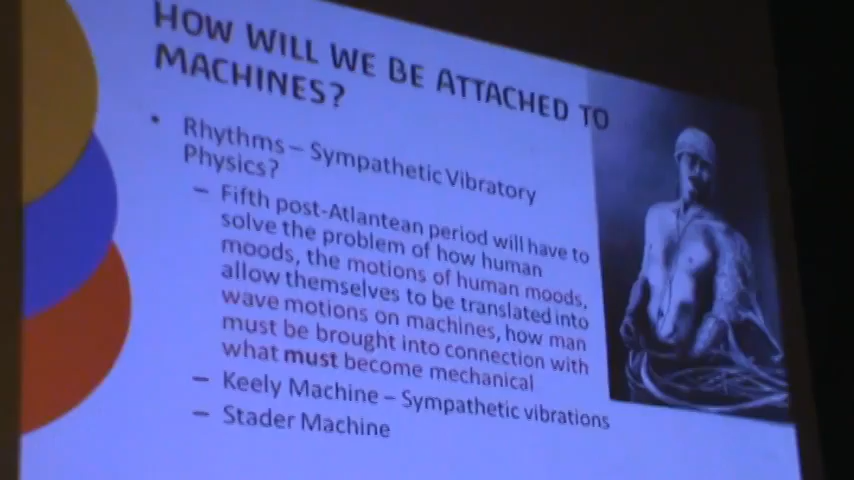 HOW WILL WE BE ATTACHED TO
MACHINES?
• Rhythms – Sympathetic Vibratory
Physics?
– Fifth post-Atlantean period will have to
solve the problem of how human
moods, the motions of human moods,
allow themselves to be translated into
wave motions on machines, how man
must be brought into connection with
what must become mechanical
– Keely Machine – Sympathetic vibrations
– Stader Machine